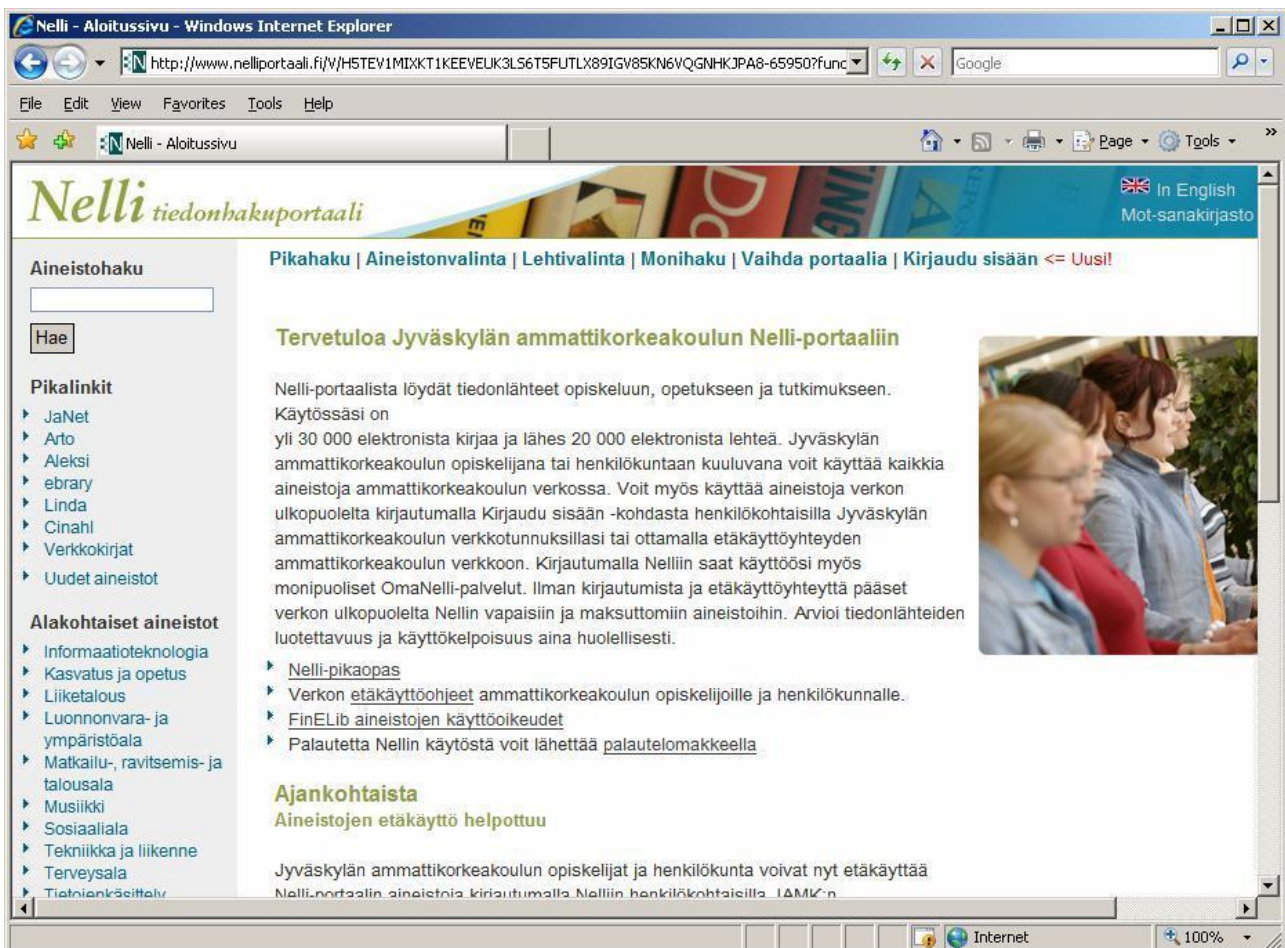 Nelli - Aloitussivu - Windows Internet Explorer
http://www.nelliportaali.fi/V/H5TEV1MIXKT1KEEVEUK3LS6T5FUTLX89IGV85KN6VQGNHKJPA8-65950?func
Google
File Edit View Favorites Tools Help
Nelli - Aloitussivu
Page Tools »
Nelli tiedonhakuportaali
In English
Mot-sanakirjasto
Pikahaku | Aineistonvalinta | Lehtivalinta | Monihaku | Vaihda portaalia | Kirjaudu sisään <= Uusi!
Aineistohaku
Hae
Pikalinkit
JaNet
Arto
Aleksi
ebrary
Linda
Cinahl
Verkkokirjat
Uudet aineistot
Alakohtaiset aineistot
Informaatioteknologia
Kasvatus ja opetus
Liiketalous
Luonnonvara- ja
ympäristöala
Matkailu-, ravitsemis- ja
talousala
Musiikki
Sosiaaliala
Tekniikka ja liikenne
Terveysala
Tietojenkäsittely
Tervetuloa Jyväskylän ammattikorkeakoulun Nelli-portaaliin
Nelli-portaalista löydät tiedonlähteet opiskeluun, opetukseen ja tutkimukseen.
Käytössäsi on
yli 30 000 elektronista kirjaa ja lähes 20 000 elektronista lehteä. Jyväskylän
ammattikorkeakoulun opiskelijana tai henkilökuntaan kuuluvana voit käyttää kaikkia
aineistoja ammattikorkeakoulun verkossa. Voit myös käyttää aineistoja verkon
ulkopuolelta kirjautumalla Kirjaudu sisään -kohdasta henkilökohtaisilla Jyväskylän
ammattikorkeakoulun verkkotunnuksillasi tai ottamalla etäkäyttöyhteyden
ammattikorkeakoulun verkkoon. Kirjautumalla Nelliin saat käyttöösi myös
monipuoliset OmaNelli-palvelut. Ilman kirjautumista ja etäkäyttöyhteyttä pääset
verkon ulkopuolelta Nellin vapaisiin ja maksuttomiin aineistoihin. Arvioi tiedonlähteiden
luotettavuus ja käyttökelpoisuus aina huolellisesti.
Nelli-pikaopas
Verkon etäkäyttöohjeet ammattikorkeakoulun opiskelijoille ja henkilökunnalle.
FinELib aineistojen käyttöoikeudet
Palautetta Nellin käytöstä voit lähettää palautelomakkeella
Ajankohtaista
Aineistojen etäkäyttö helpottuu
Jyväskylän ammattikorkeakoulun opiskelijat ja henkilökunta voivat nyt etäkäyttää
Nelli-portaalin aineistoja kirjautumalla Nelliin henkilökohtaisilla JAMK:n
Internet
100%